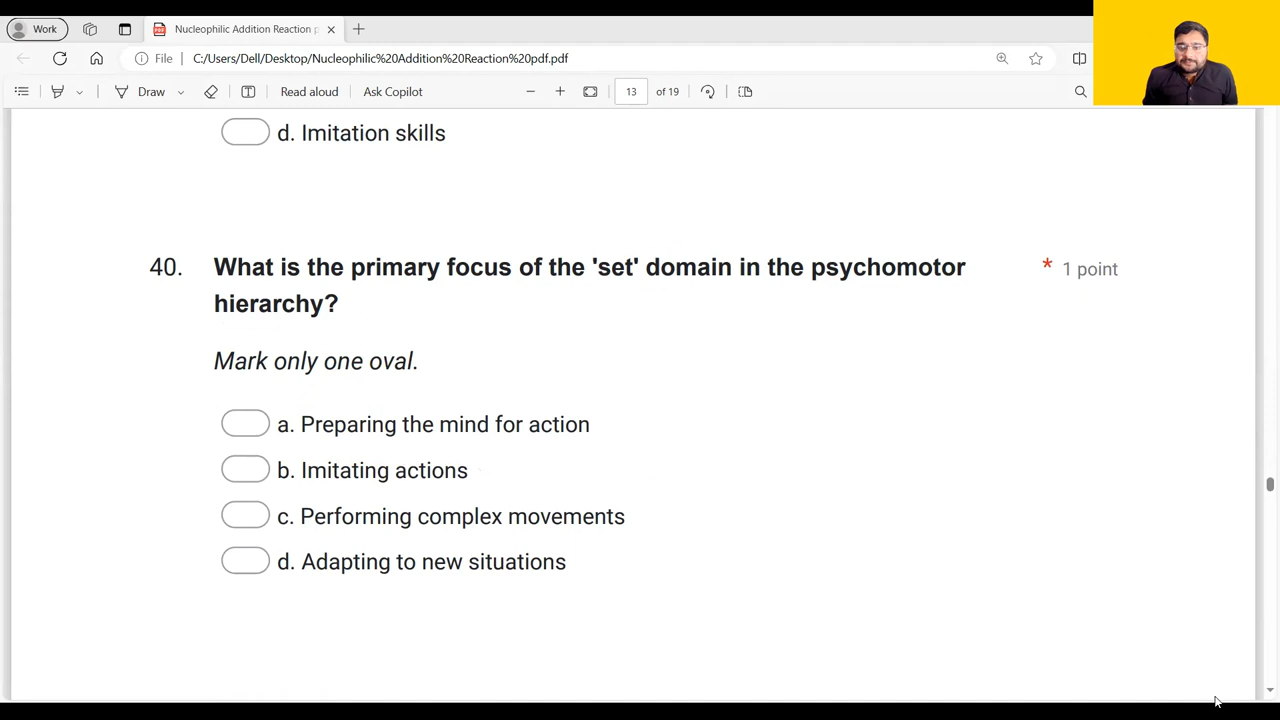 Work
Nucleophilic Addition Reaction p
File
C:/Users/Dell/Desktop/Nucleophilic%20Addition%20Reaction%20pdf.pdf
Draw
Read aloud
Ask Copilot
13
of 19
d. Imitation skills
40. What is the primary focus of the 'set' domain in the psychomotor
hierarchy?
* 1 point
Mark only one oval.
a. Preparing the mind for action
b. Imitating actions
c. Performing complex movements
d. Adapting to new situations